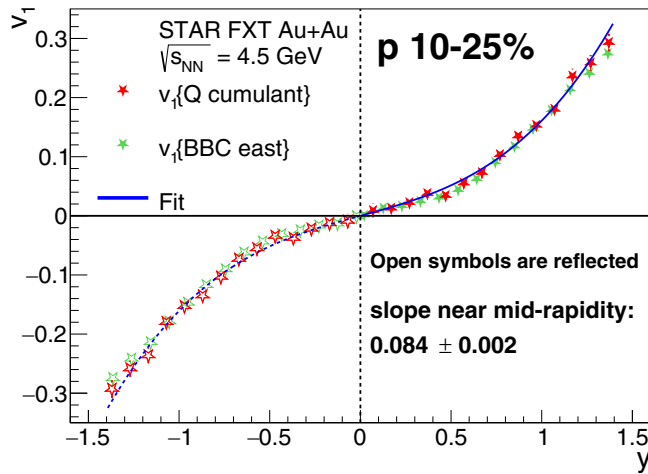 v₁
STAR FXT Au+Au
√sNN = 4.5 GeV
p 10-25%
v₁{Q cumulant}
v₁{BBC east}
Fit
Open symbols are reflected
slope near mid-rapidity:
0.084 ± 0.002
0.3
0.2
0.1
0
−0.1
−0.2
−0.3
−1.5 −1 −0.5 0 0.5 1 1.5
y